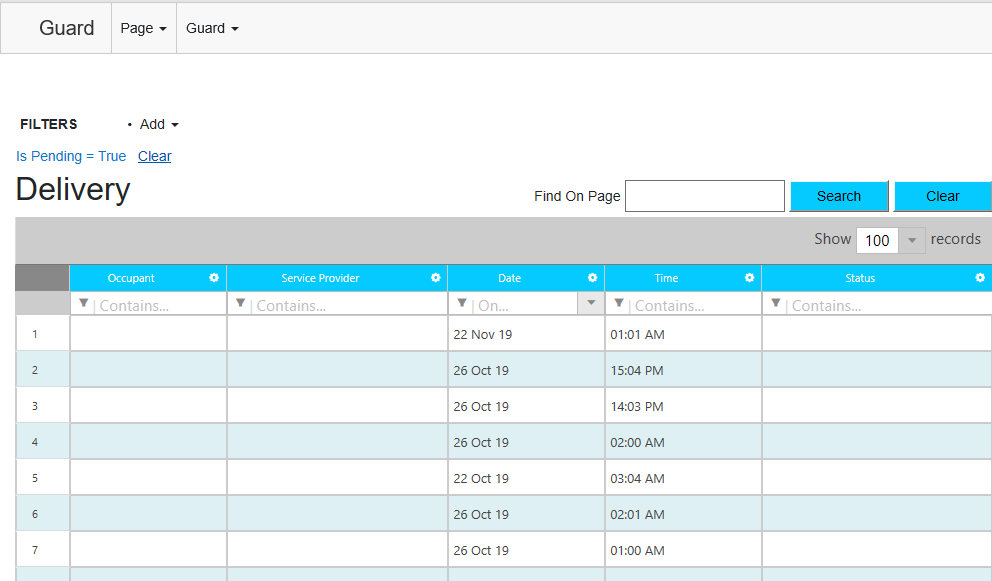 Guard Page Guard
FILTERS • Add
Is Pending = True Clear
Delivery
Find On Page Search Clear
Show 100 records
Occupant Service Provider Date Time Status
Contains... Contains... On... Contains... Contains...
1 22 Nov 19 01:01 AM
2 26 Oct 19 15:04 PM
3 26 Oct 19 14:03 PM
4 26 Oct 19 02:00 AM
5 22 Oct 19 03:04 AM
6 26 Oct 19 02:01 AM
7 26 Oct 19 01:00 AM